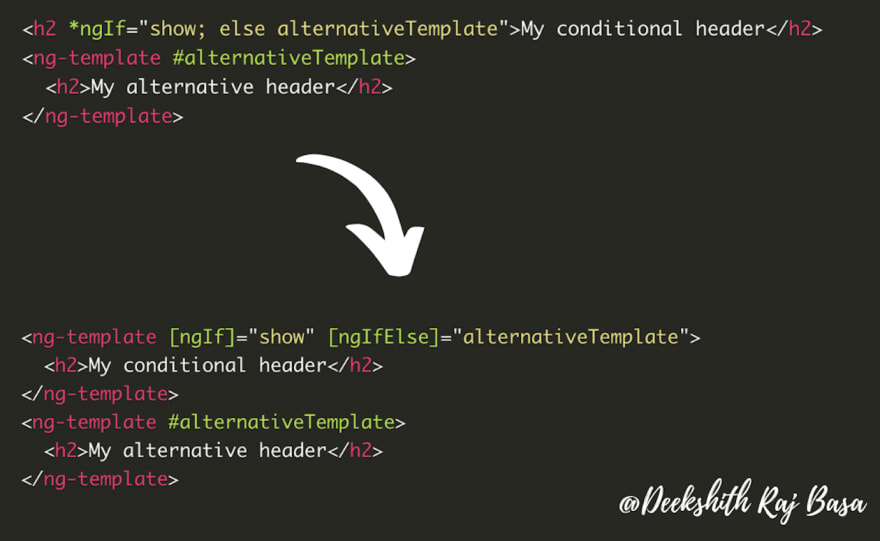 <h2 *ngIf="show; else alternativeTemplate">My conditional header</h2>
<ng-template #alternativeTemplate>
<h2>My alternative header</h2>
</ng-template>
<ng-template [ngIf]="show" [ngIfElse]="alternativeTemplate">
<h2>My conditional header</h2>
</ng-template>
<ng-template #alternativeTemplate>
<h2>My alternative header</h2>
</ng-template>
@Deekshith Raj Basa